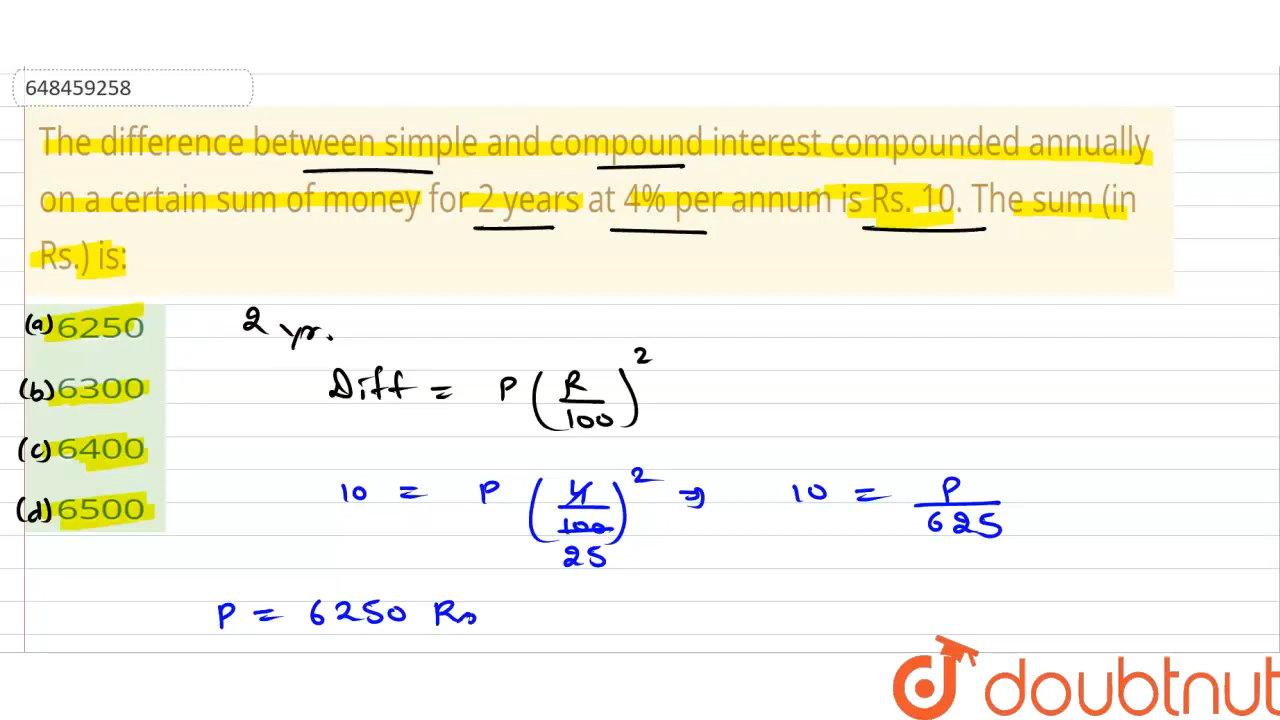 648459258
The difference between simple and compound interest compounded annually
on a certain sum of money for 2 years at 4% per annum is Rs. 10. The sum (in
Rs.) is:
(a) 6250
(b) 6300
(c) 6400
(d) 6500
2 yr.
Diff = P (R/100)²
10 = P (4/100)² ⇒ 10 = P/625
25
P = 6250 Rs
doubtnut